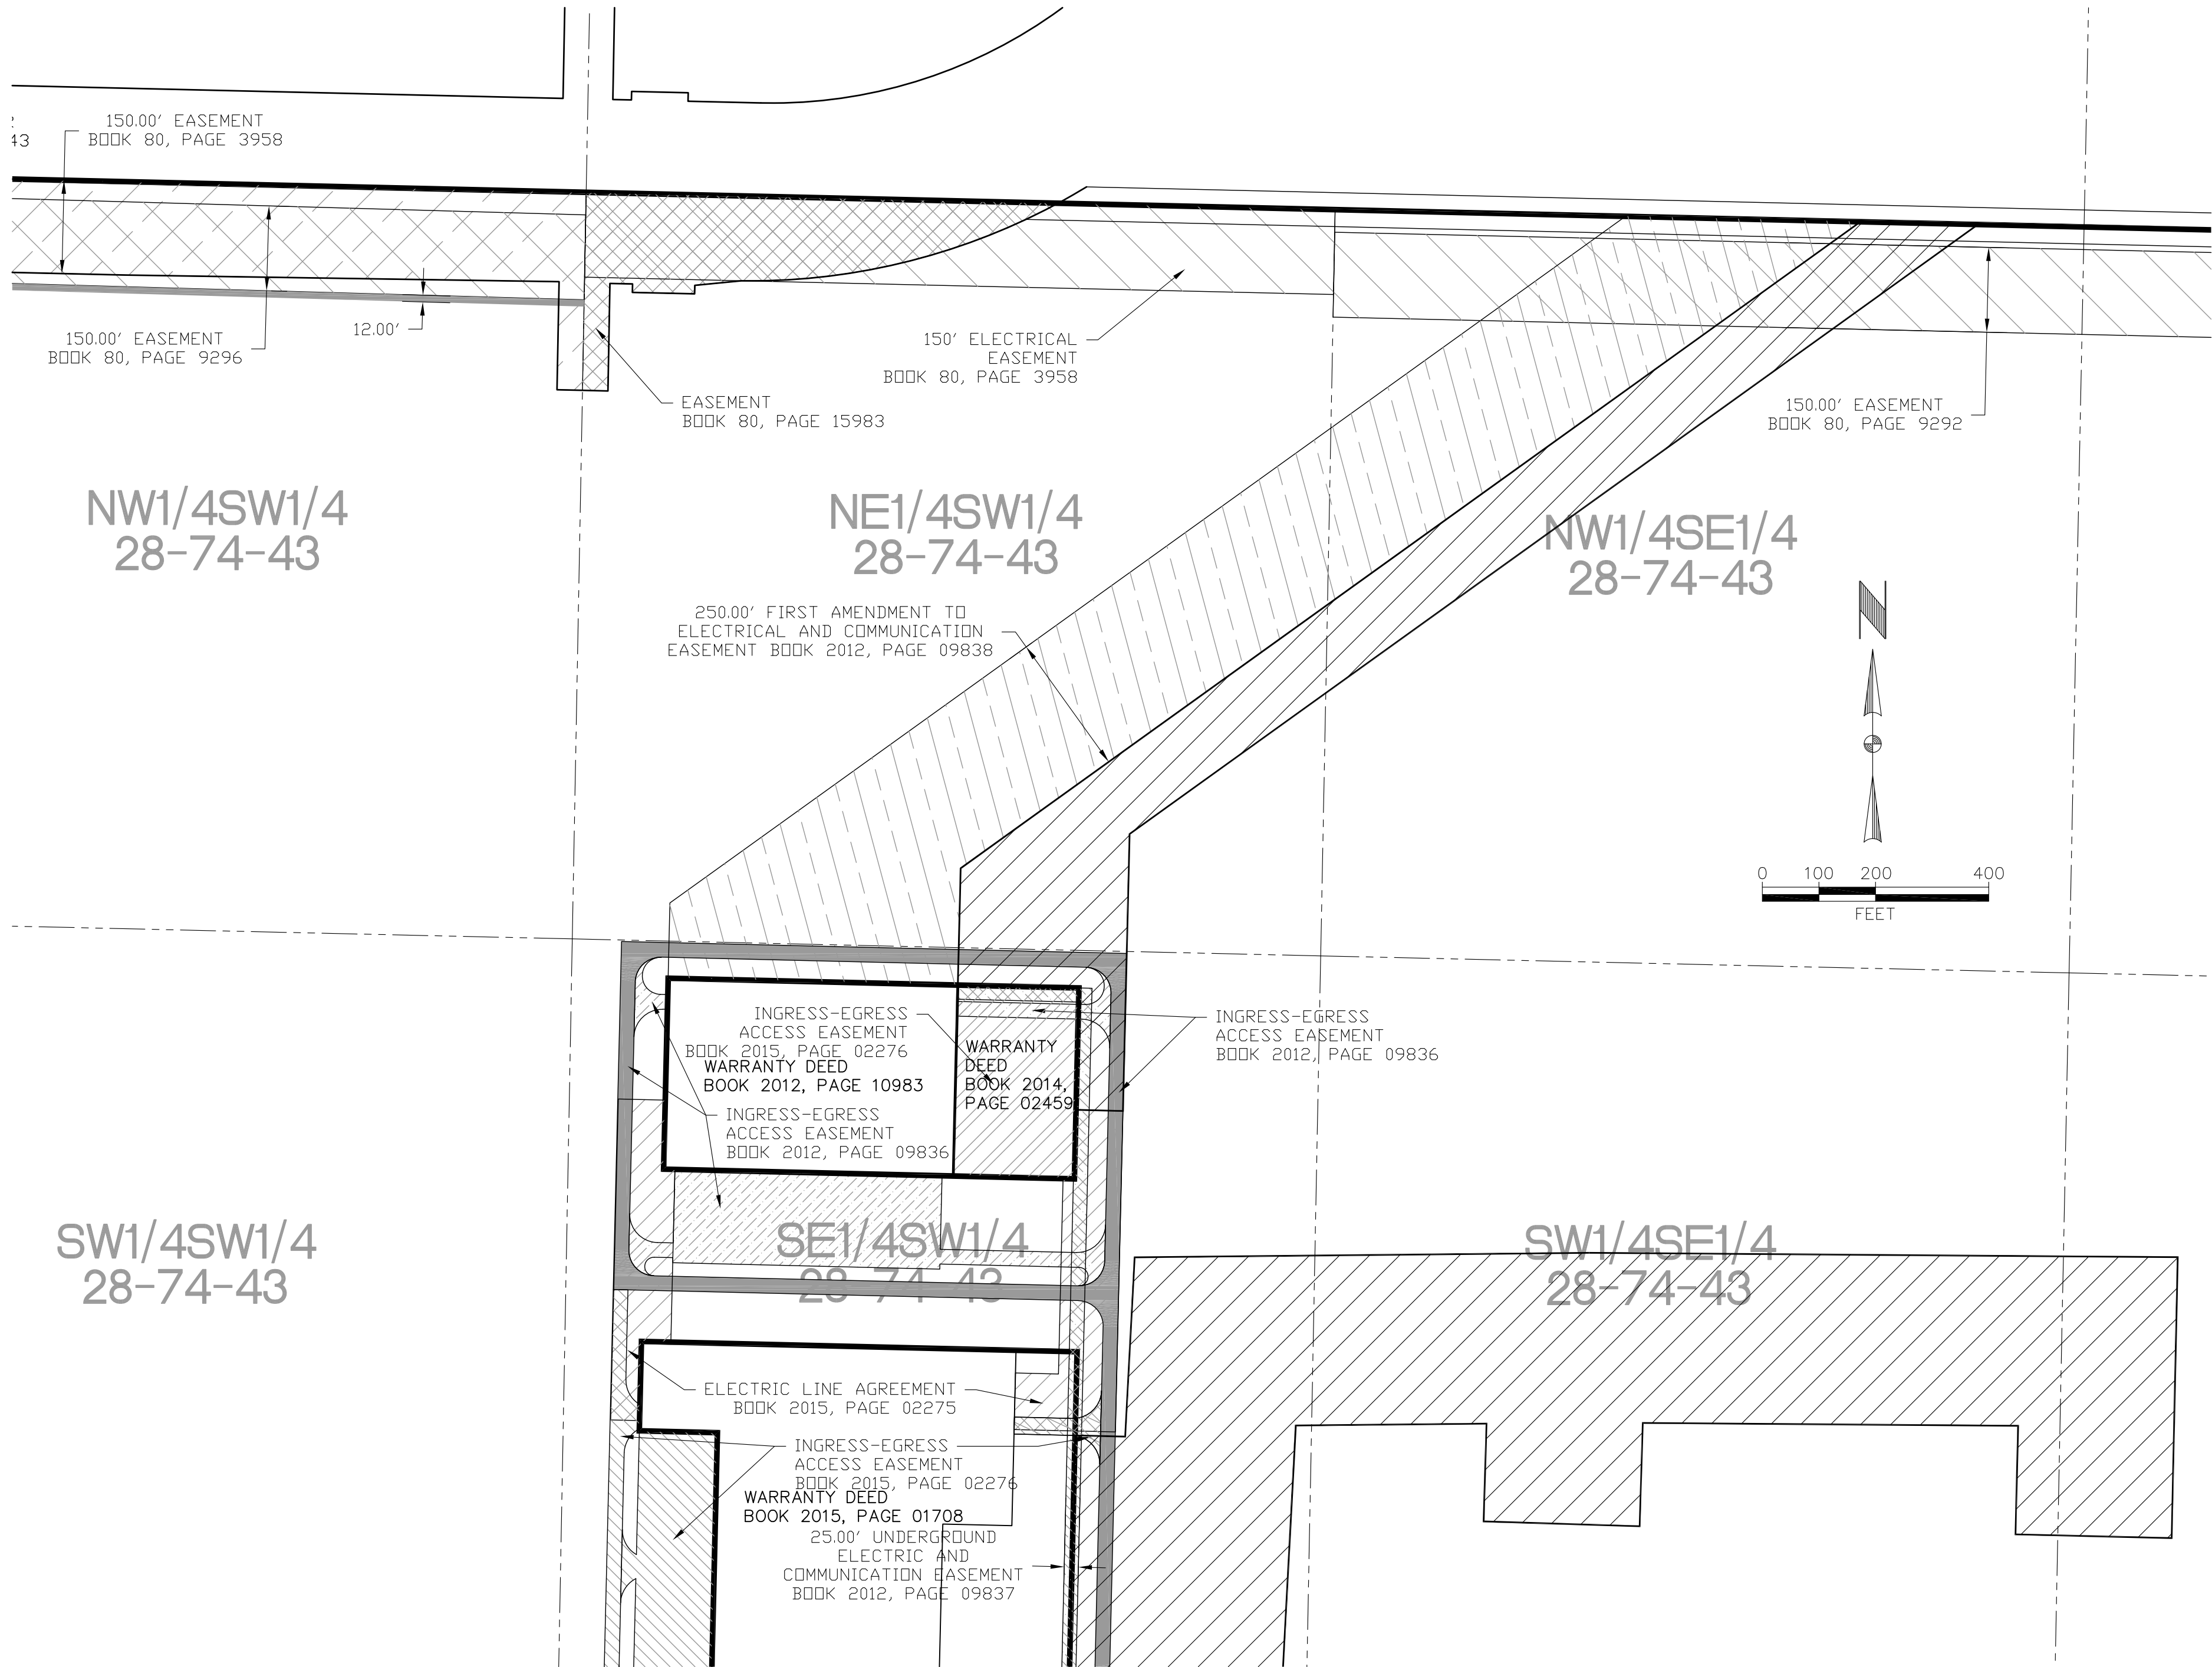 150.00' EASEMENT
BOOK 80, PAGE 3958
43
150.00' EASEMENT
BOOK 80, PAGE 9296
12.00'
150' ELECTRICAL
EASEMENT
BOOK 80, PAGE 3958
EASEMENT
BOOK 80, PAGE 15983
150.00' EASEMENT
BOOK 80, PAGE 9292
NW1/4SW1/4
28-74-43
NE1/4SW1/4
28-74-43
NW1/4SE1/4
28-74-43
250.00' FIRST AMENDMENT TO
ELECTRICAL AND COMMUNICATION
EASEMENT BOOK 2012, PAGE 09838
N
0 100 200 400
FEET
INGRESS-EGRESS
ACCESS EASEMENT
BOOK 2015, PAGE 02276
WARRANTY DEED
BOOK 2012, PAGE 10983
WARRANTY
DEED
BOOK 2014,
PAGE 02459
INGRESS-EGRESS
ACCESS EASEMENT
BOOK 2012, PAGE 09836
INGRESS-EGRESS
ACCESS EASEMENT
BOOK 2012, PAGE 09836
SW1/4SW1/4
28-74-43
SE1/4SW1/4
28-74-43
SW1/4SE1/4
28-74-43
ELECTRIC LINE AGREEMENT
BOOK 2015, PAGE 02275
INGRESS-EGRESS
ACCESS EASEMENT
BOOK 2015, PAGE 02276
WARRANTY DEED
BOOK 2015, PAGE 01708
25.00' UNDERGROUND
ELECTRIC AND
COMMUNICATION EASEMENT
BOOK 2012, PAGE 09837